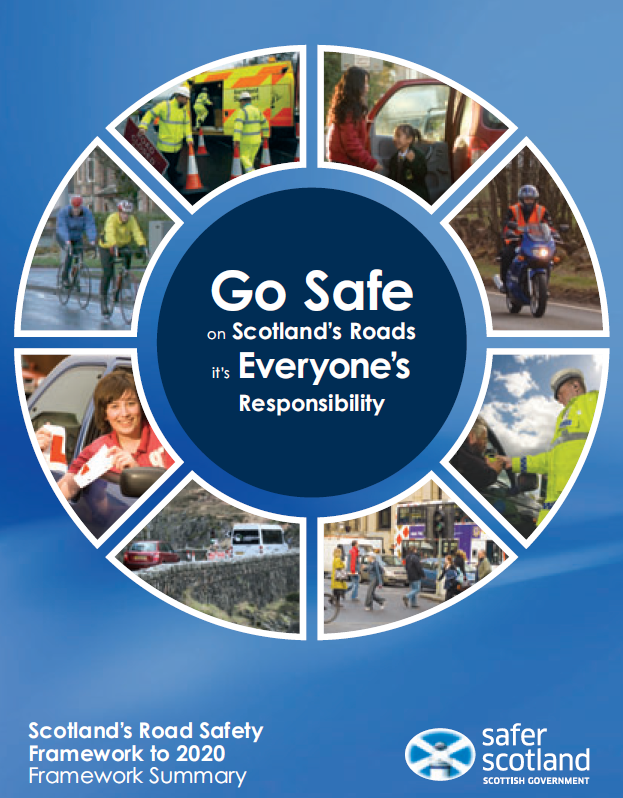 Go Safe
on Scotland's Roads
it's Everyone's
Responsibility
Scotland's Road Safety
Framework to 2020
Framework Summary
safer
scotland
SCOTTISH GOVERNMENT